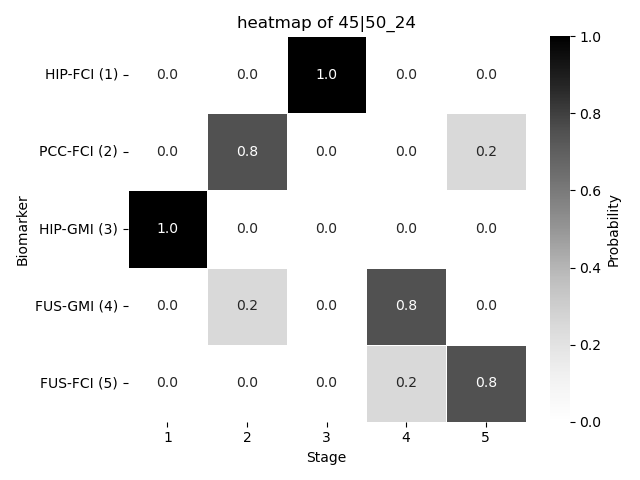 heatmap of 45|50_24
HIP-FCI (1)
0.0 0.0 1.0 0.0 0.0
PCC-FCI (2)
0.0 0.8 0.0 0.0 0.2
HIP-GMI (3)
1.0 0.0 0.0 0.0 0.0
FUS-GMI (4)
0.0 0.2 0.0 0.8 0.0
FUS-FCI (5)
0.0 0.0 0.0 0.2 0.8
1 2 3 4 5
Stage
Biomarker
1.0
0.8
0.6
0.4
0.2
0.0
Probability